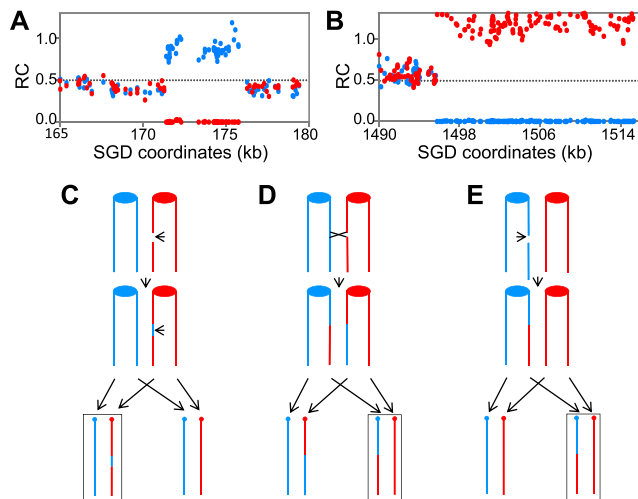 A
B
RC
1.0
0.5
0.0
165
170
175
180
SGD coordinates (kb)
RC
1.0
0.5
0.0
1490
1498
1506
1514
SGD coordinates (kb)
C
D
E